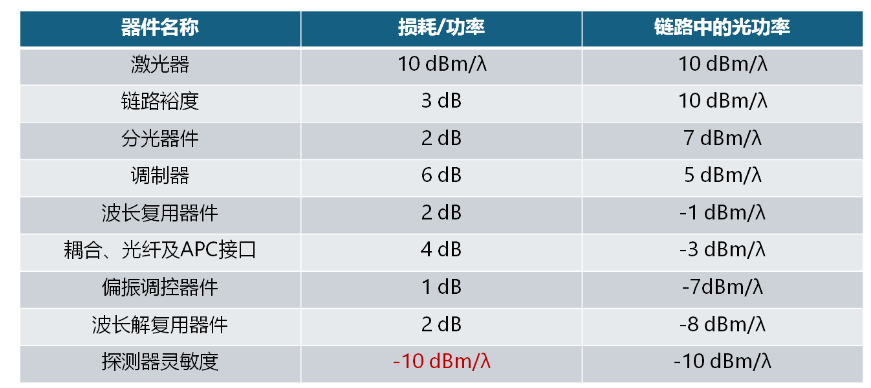 器件名称 损耗/功率 链路中的光功率
激光器 10 dBm/λ 10 dBm/λ
链路裕度 3 dB 10 dBm/λ
分光器件 2 dB 7 dBm/λ
调制器 6 dB 5 dBm/λ
波长复用器件 2 dB -1 dBm/λ
耦合、光纤及APC接口 4 dB -3 dBm/λ
偏振调控器件 1 dB -7dBm/λ
波长解复用器件 2 dB -8 dBm/λ
探测器灵敏度 -10 dBm/λ -10 dBm/λ